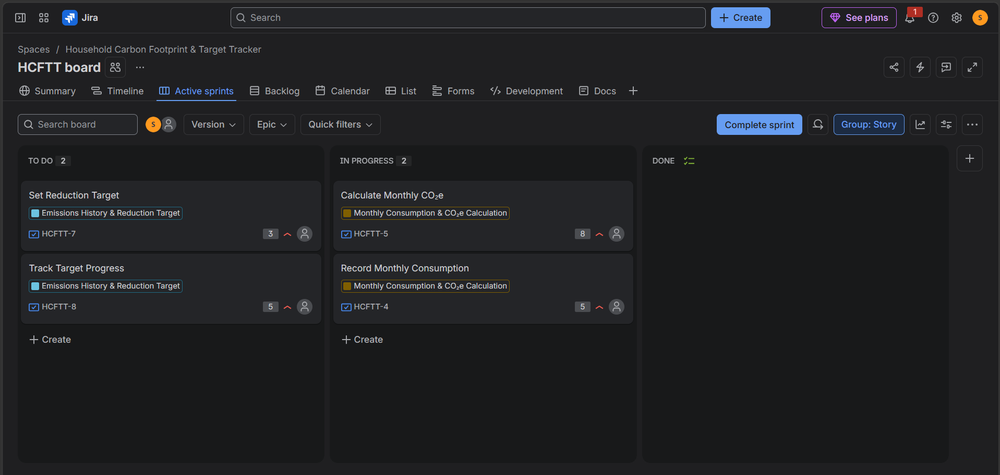 Jira
Search
+ Create
See plans
1
S
Spaces / Household Carbon Footprint & Target Tracker
HCFTT board
Summary
Timeline
Active sprints
Backlog
Calendar
List
Forms
Development
Docs
Search board
S
Version
Epic
Quick filters
Complete sprint
Group: Story
TO DO 2
Set Reduction Target
Emissions History & Reduction Target
HCFTT-7
3
Track Target Progress
Emissions History & Reduction Target
HCFTT-8
5
+ Create
IN PROGRESS 2
Calculate Monthly CO₂e
Monthly Consumption & CO₂e Calculation
HCFTT-5
8
Record Monthly Consumption
Monthly Consumption & CO₂e Calculation
HCFTT-4
5
+ Create
DONE